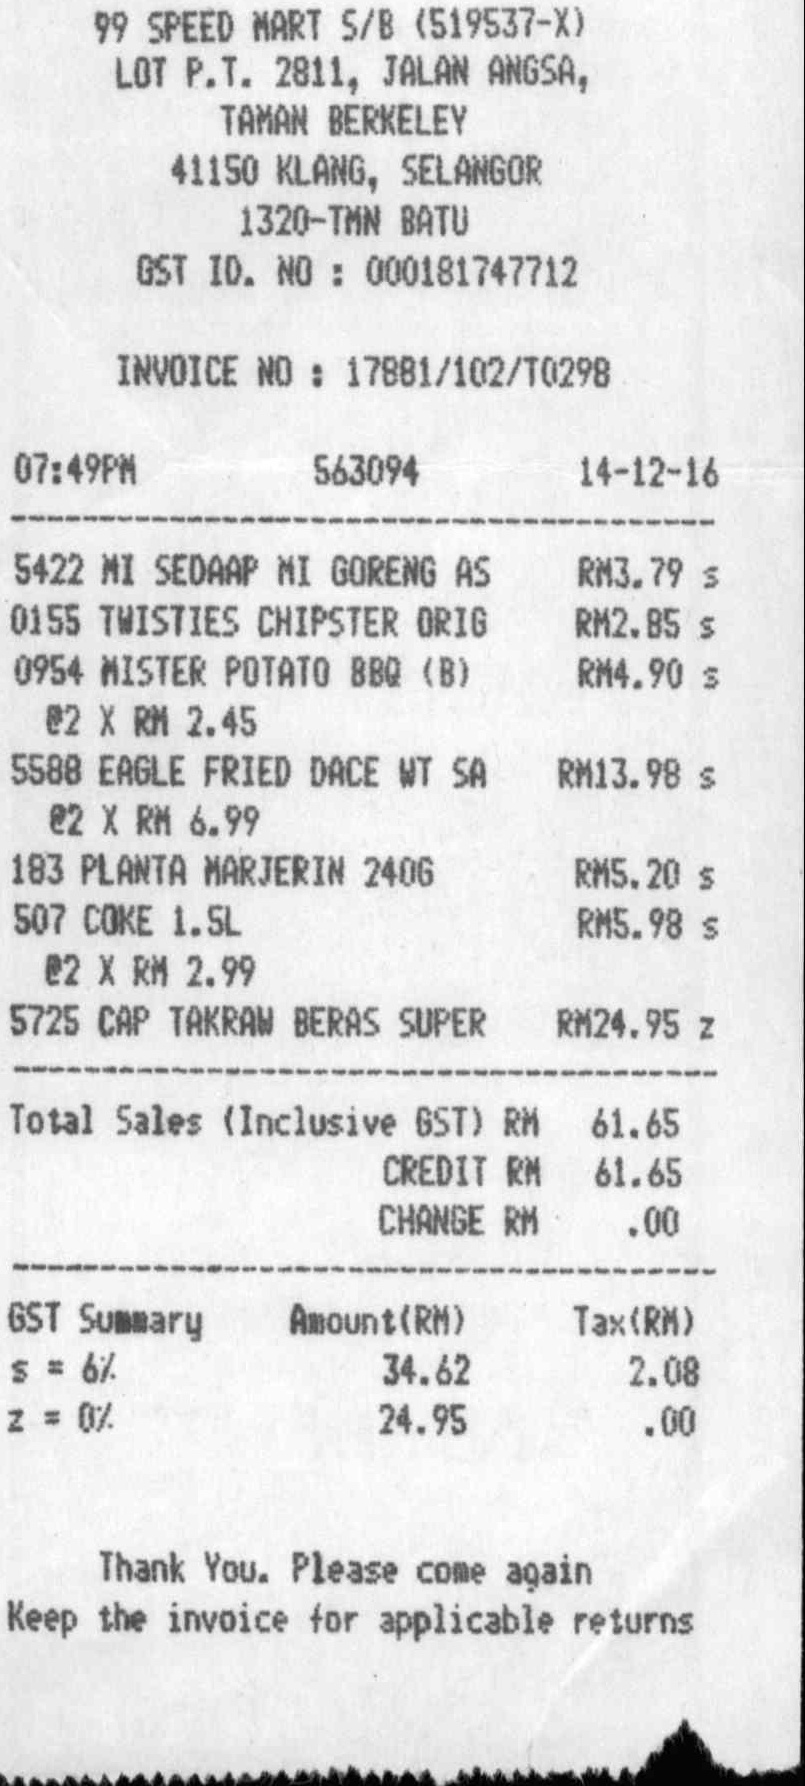 99 SPEED MART S/B (519537-X)
LOT P.T. 2811, JALAN ANGSA,
TAMAN BERKELEY
41150 KLANG, SELANGOR
1320-TMN BATU
GST ID. NO : 000181747712
INVOICE NO : 17881/102/T0298
07:49PM 563094 14-12-16
5422 MI SEDAAP MI GORENG AS RM3.79 s
0155 TWISTIES CHIPSTER ORIG RM2.85 s
0954 MISTER POTATO BBQ (B) RM4.90 s
@2 X RM 2.45
5588 EAGLE FRIED DACE WT SA RM13.98 s
@2 X RM 6.99
183 PLANTA MARJERIN 240G RM5.20 s
507 COKE 1.5L RM5.98 s
@2 X RM 2.99
5725 CAP TAKRAW BERAS SUPER RM24.95 z
Total Sales (Inclusive GST) RM 61.65
CREDIT RM 61.65
CHANGE RM .00
GST Summary Amount(RM) Tax(RM)
s = 6% 34.62 2.08
z = 0% 24.95 .00
Thank You. Please come again
Keep the invoice for applicable returns